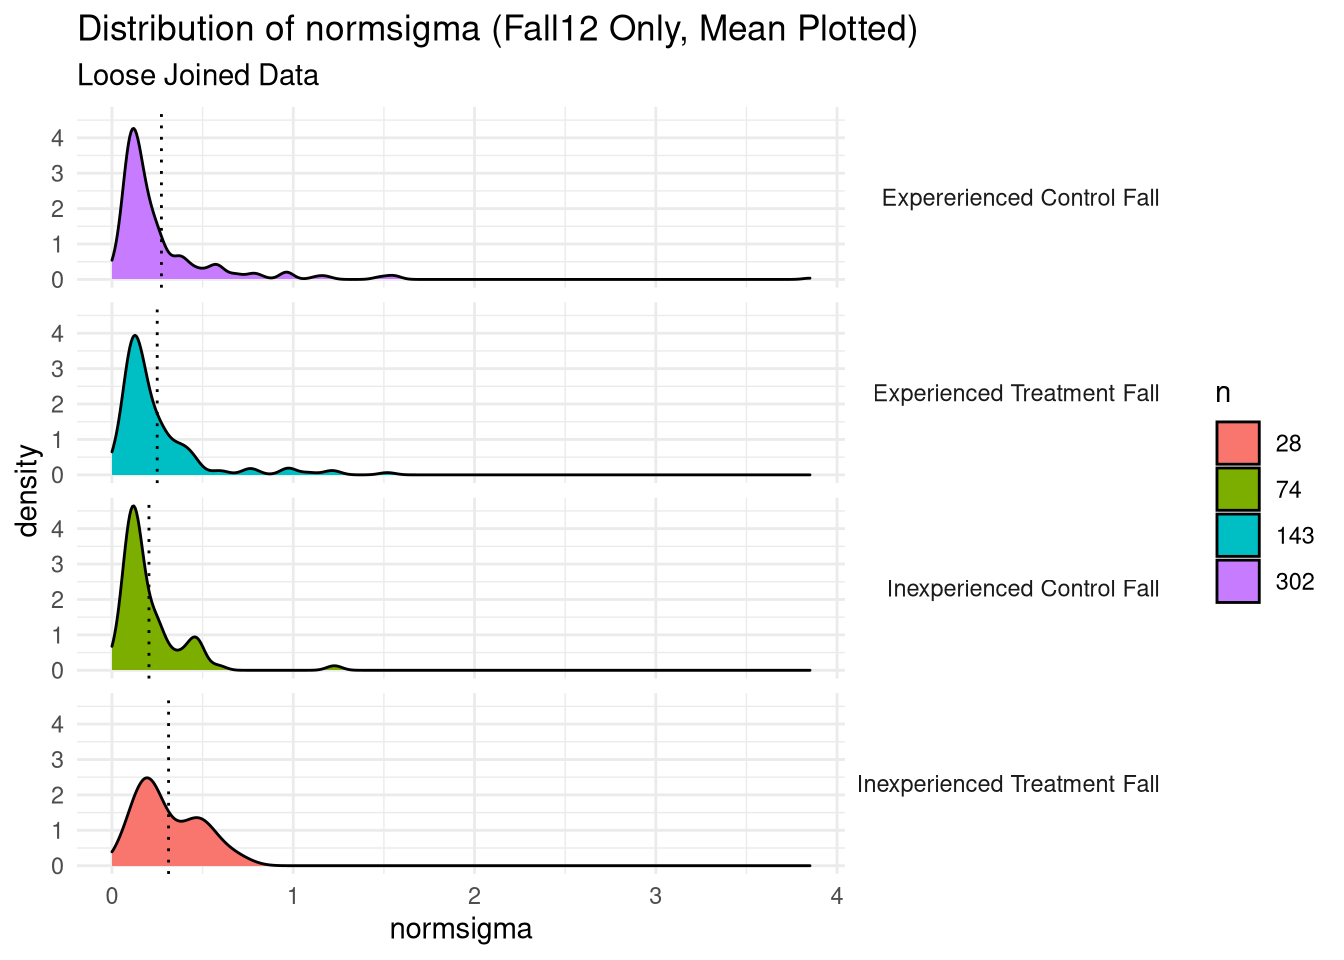 Distribution of normsigma (Fall12 Only, Mean Plotted)
Loose Joined Data
4
3
2
1
0
Expererienced Control Fall
4
3
2
1
0
Experienced Treatment Fall
4
3
2
1
0
Inexperienced Control Fall
4
3
2
1
0
Inexperienced Treatment Fall
density
0 1 2 3 4
normsigma
n
28
74
143
302